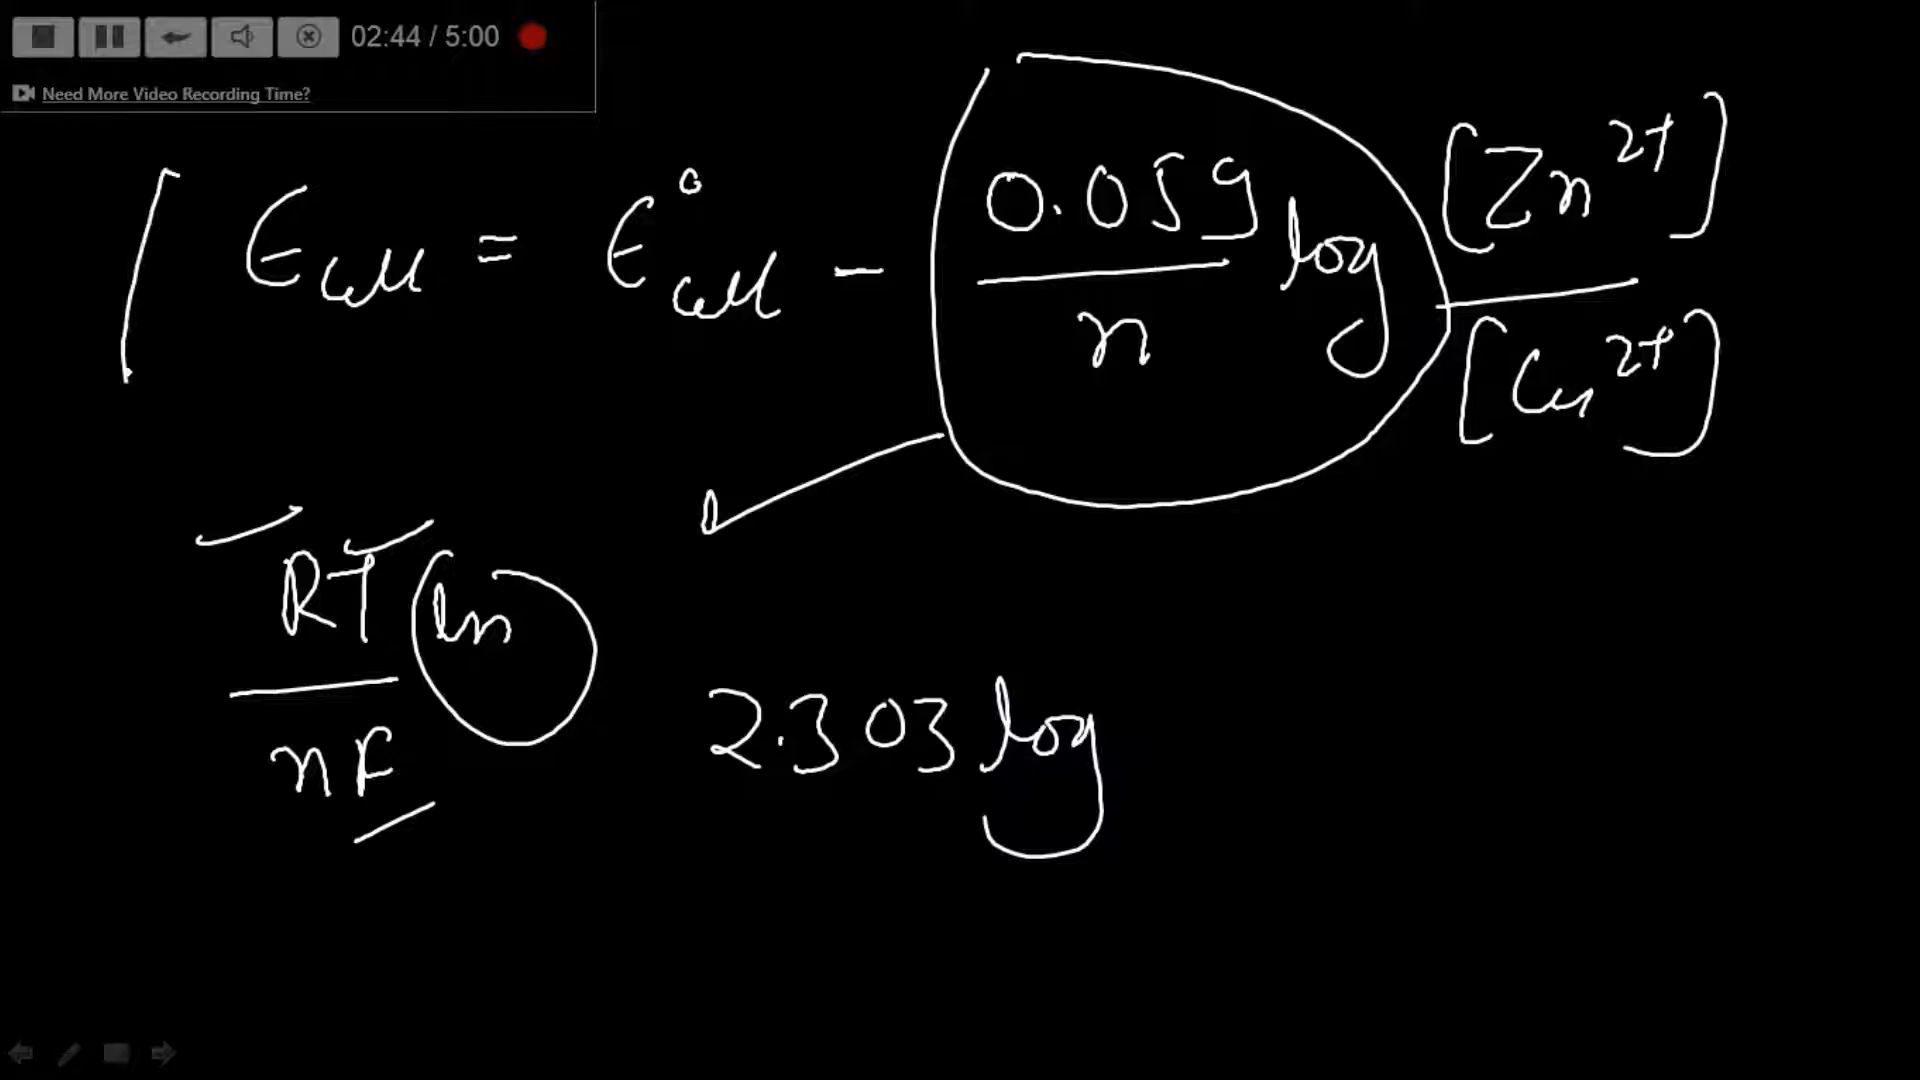 02:44 / 5:00
Need More Video Recording Time?
E cell = E° cell - 0.059/n log [Zn2+]/[Cu2+]
RT/nF ln
2.303 log